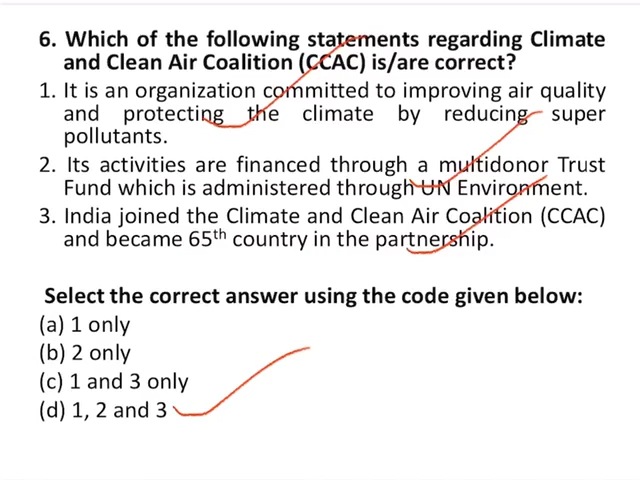 6. Which of the following statements regarding Climate
and Clean Air Coalition (CCAC) is/are correct?
1. It is an organization committed to improving air quality
and protecting the climate by reducing super
pollutants.
2. Its activities are financed through a multidonor Trust
Fund which is administered through UN Environment.
3. India joined the Climate and Clean Air Coalition (CCAC)
and became 65th country in the partnership.
Select the correct answer using the code given below:
(a) 1 only
(b) 2 only
(c) 1 and 3 only
(d) 1, 2 and 3